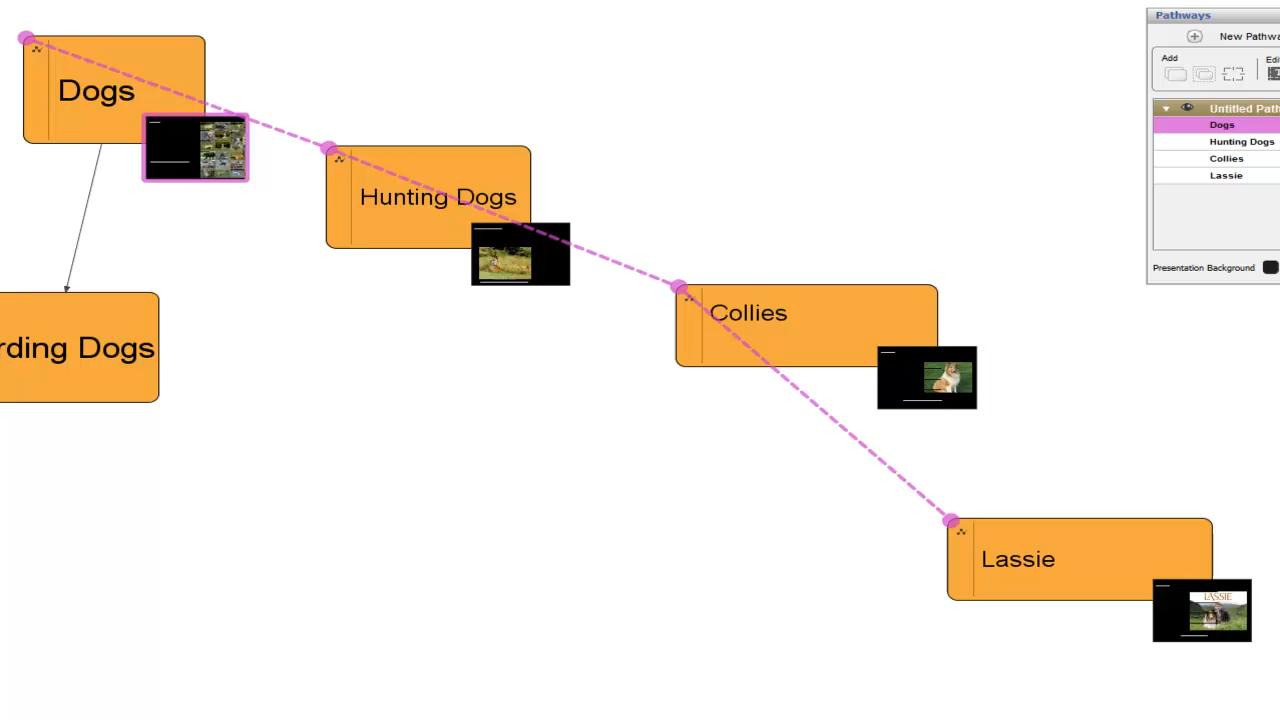 Dogs
Hunting Dogs
rding Dogs
Collies
Lassie
LASSIE
Pathways
New Pathwa
Add
Edi
Untitled Path
Dogs
Hunting Dogs
Collies
Lassie
Presentation Background